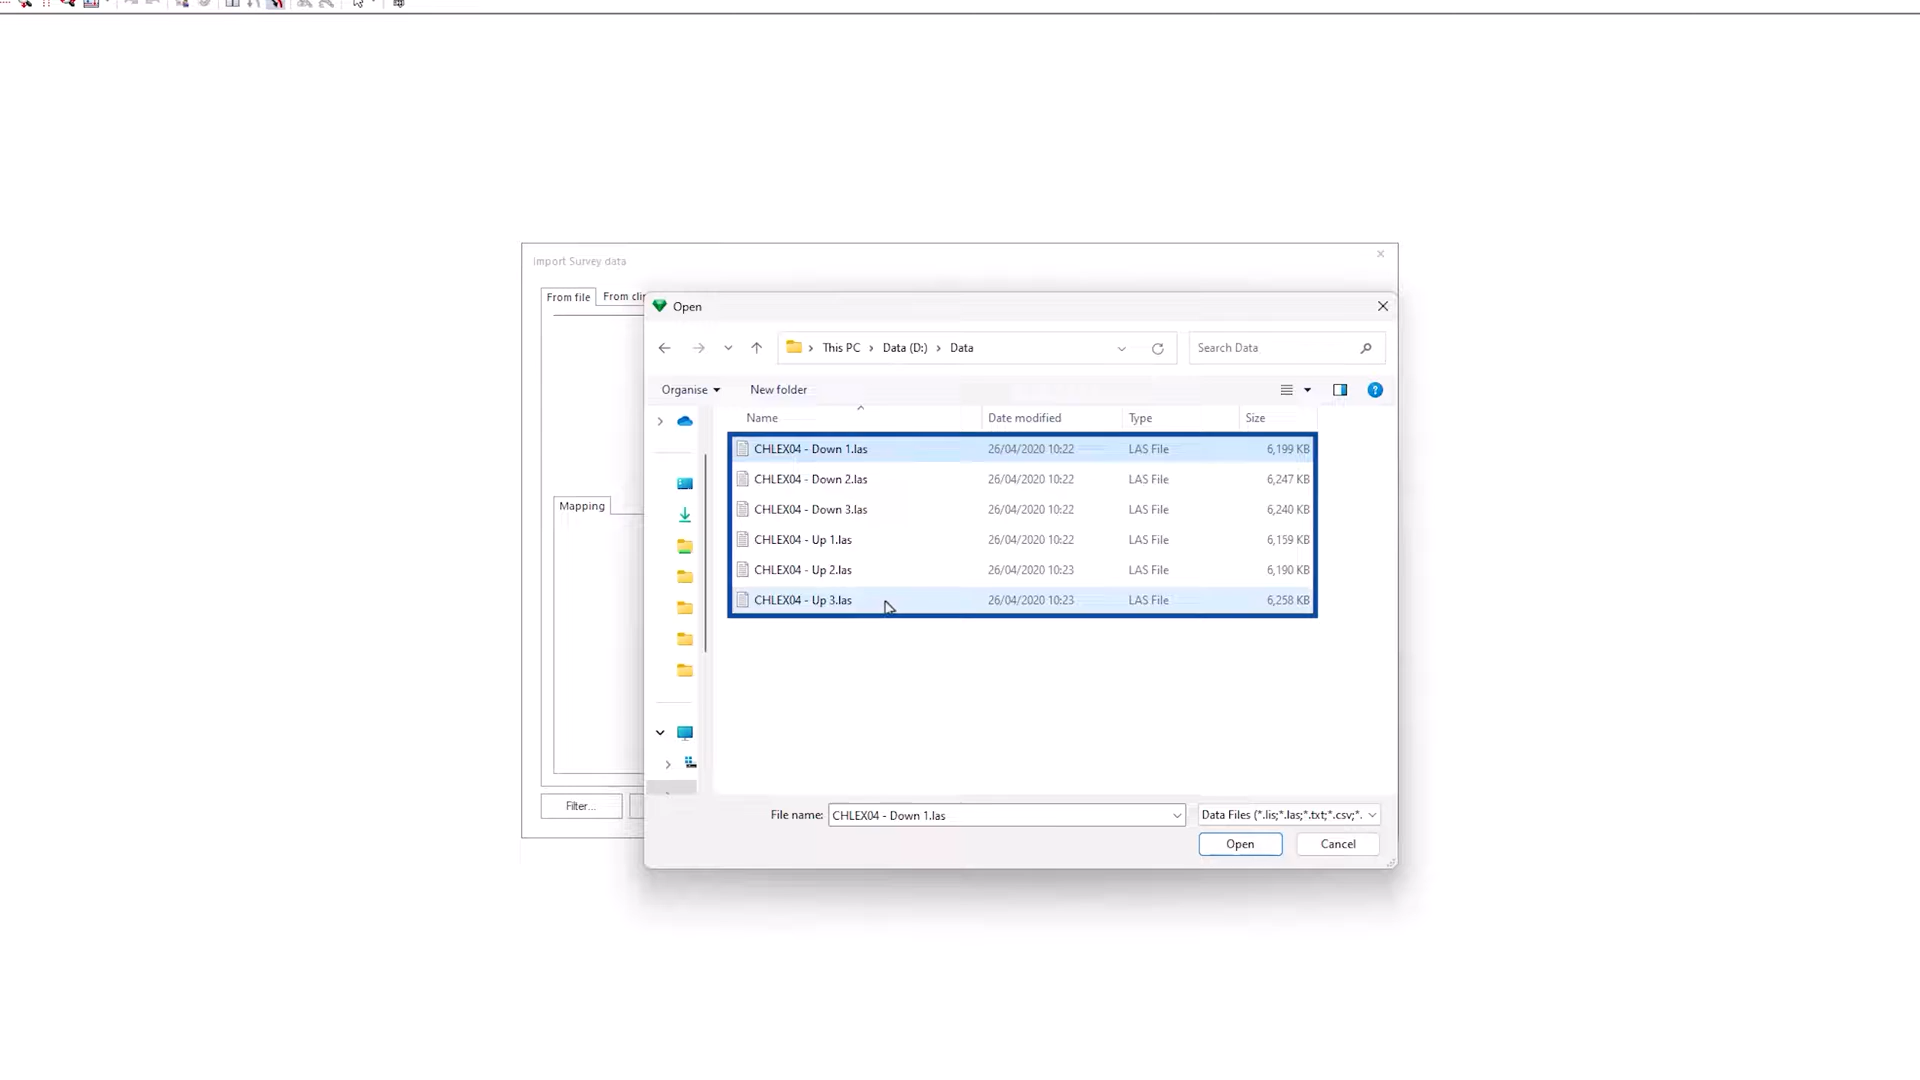 Import Survey data
From file
From cli
Open
This PC
Data (D:)
Data
Search Data
Organise
New folder
Name
Date modified
Type
Size
CHLEX04 - Down 1.las 26/04/2020 10:22 LAS File 6,199 KB
CHLEX04 - Down 2.las 26/04/2020 10:22 LAS File 6,247 KB
CHLEX04 - Down 3.las 26/04/2020 10:22 LAS File 6,240 KB
CHLEX04 - Up 1.las 26/04/2020 10:22 LAS File 6,159 KB
CHLEX04 - Up 2.las 26/04/2020 10:23 LAS File 6,190 KB
CHLEX04 - Up 3.las 26/04/2020 10:23 LAS File 6,258 KB
Mapping
Filter...
File name: CHLEX04 - Down 1.las
Data Files (*.lis;*.las;*.txt;*.csv;*.
Open
Cancel